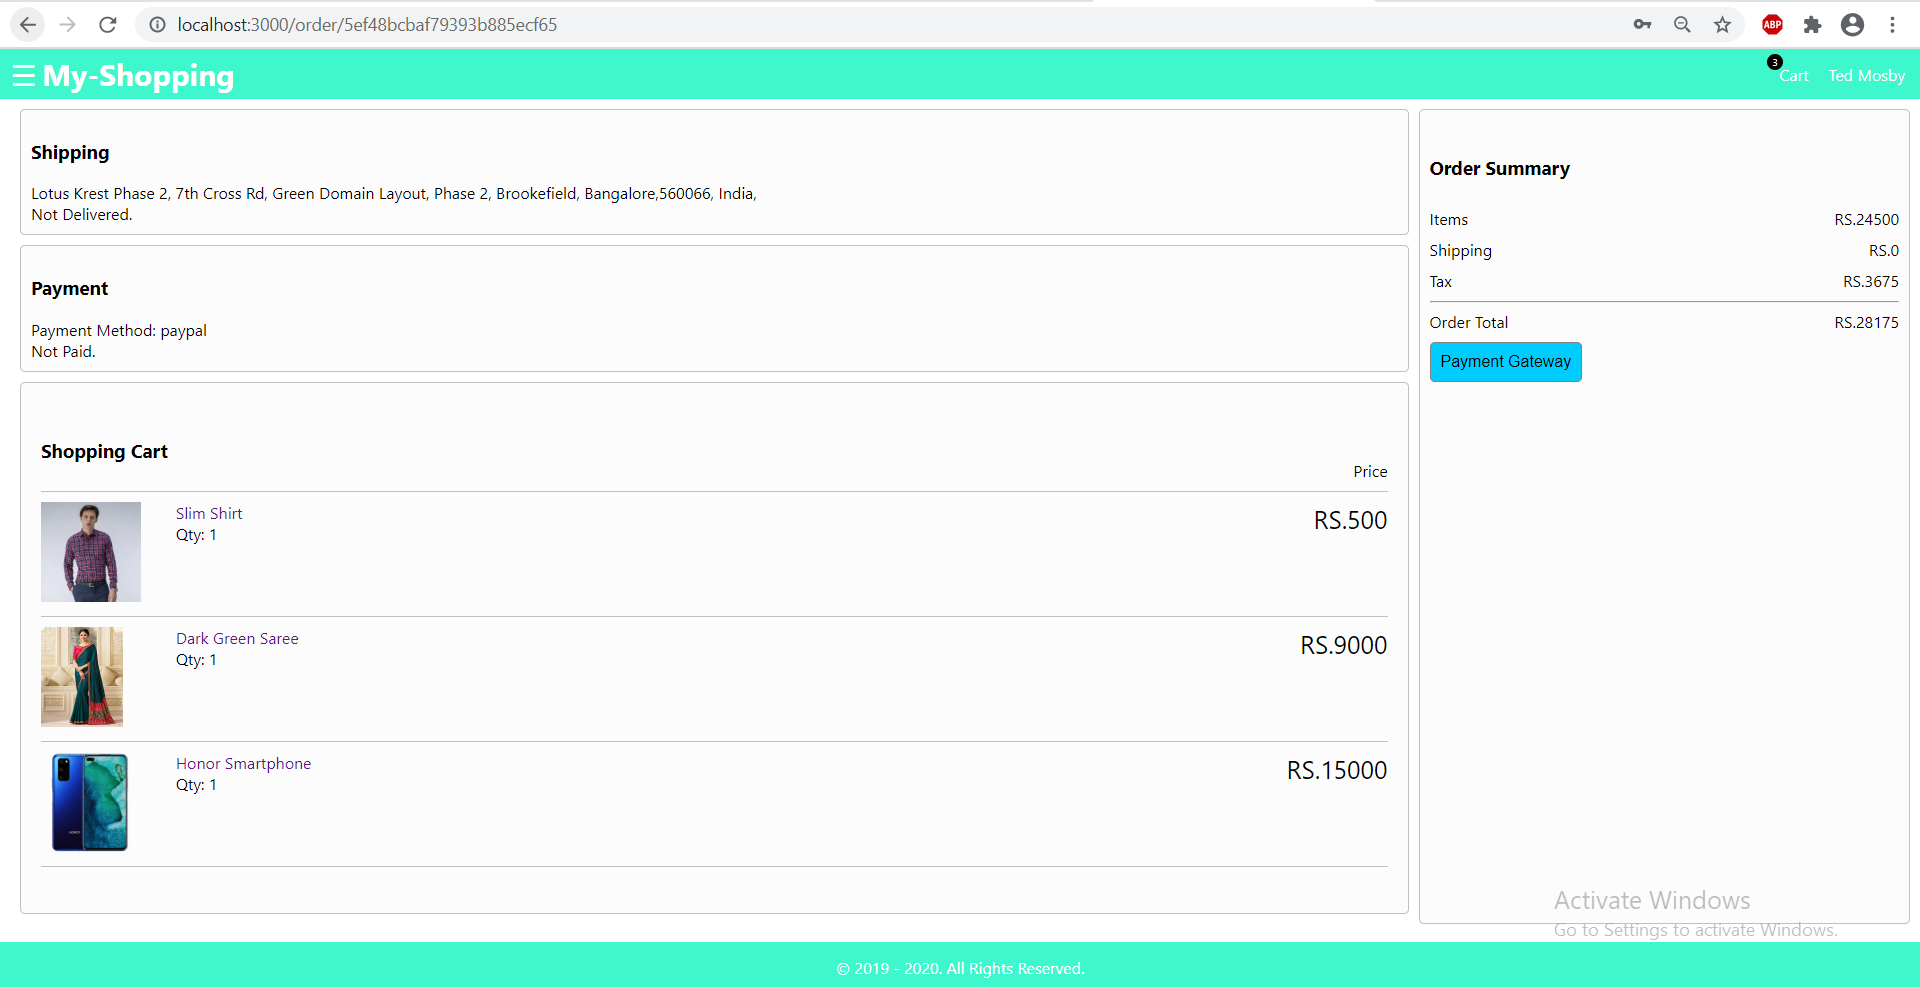 localhost:3000/order/5ef48bcbaf79393b885ecf65
ABP
☰ My-Shopping
3
Cart
Ted Mosby
Shipping
Lotus Krest Phase 2, 7th Cross Rd, Green Domain Layout, Phase 2, Brookefield, Bangalore,560066, India,
Not Delivered.
Payment
Payment Method: paypal
Not Paid.
Shopping Cart
Price
Slim Shirt
Qty: 1
RS.500
Dark Green Saree
Qty: 1
RS.9000
HONOR
Honor Smartphone
Qty: 1
RS.15000
Order Summary
Items RS.24500
Shipping RS.0
Tax RS.3675
Order Total RS.28175
Payment Gateway
Activate Windows
Go to Settings to activate Windows.
© 2019 - 2020. All Rights Reserved.